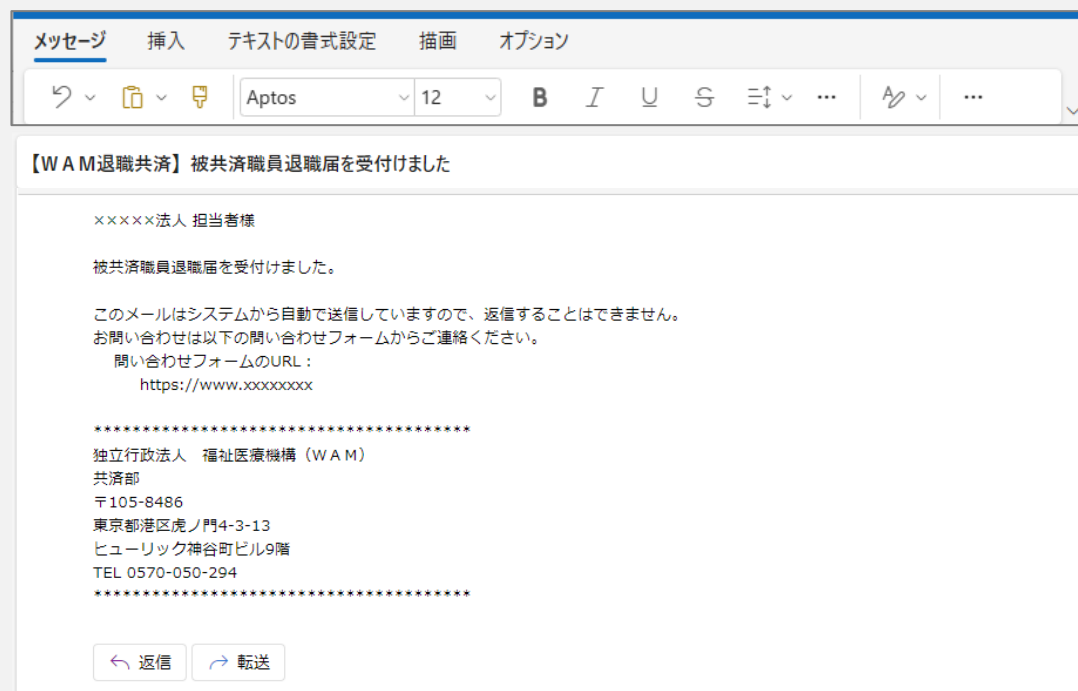 メッセージ 挿入 テキストの書式設定 描画 オプション
Aptos 12 B I U S
【ＷＡＭ退職共済】被共済職員退職届を受付けました
×××××法人 担当者様
被共済職員退職届を受付けました。
このメールはシステムから自動で送信していますので、返信することはできません。
お問い合わせは以下の問い合わせフォームからご連絡ください。
問い合わせフォームのURL：
https://www.xxxxxxxx
***************************************
独立行政法人　福祉医療機構（ＷＡＭ）
共済部
〒105-8486
東京都港区虎ノ門4-3-13
ヒューリック神谷町ビル9階
TEL 0570-050-294
***************************************
返信 転送